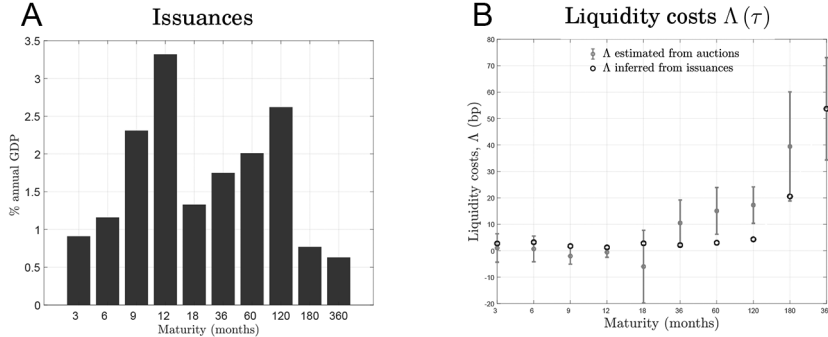 A
Issuances
3.5
3
2.5
2
1.5
1
0.5
0
% annual GDP
3 6 9 12 18 36 60 120 180 360
Maturity (months)
B
Liquidity costs Λ (τ)
Λ estimated from auctions
Λ inferred from issuances
80
70
60
50
40
30
20
10
0
-10
-20
Liquidity costs, Λ (bp)
3 6 9 12 18 36 60 120 180 36
Maturity (months)